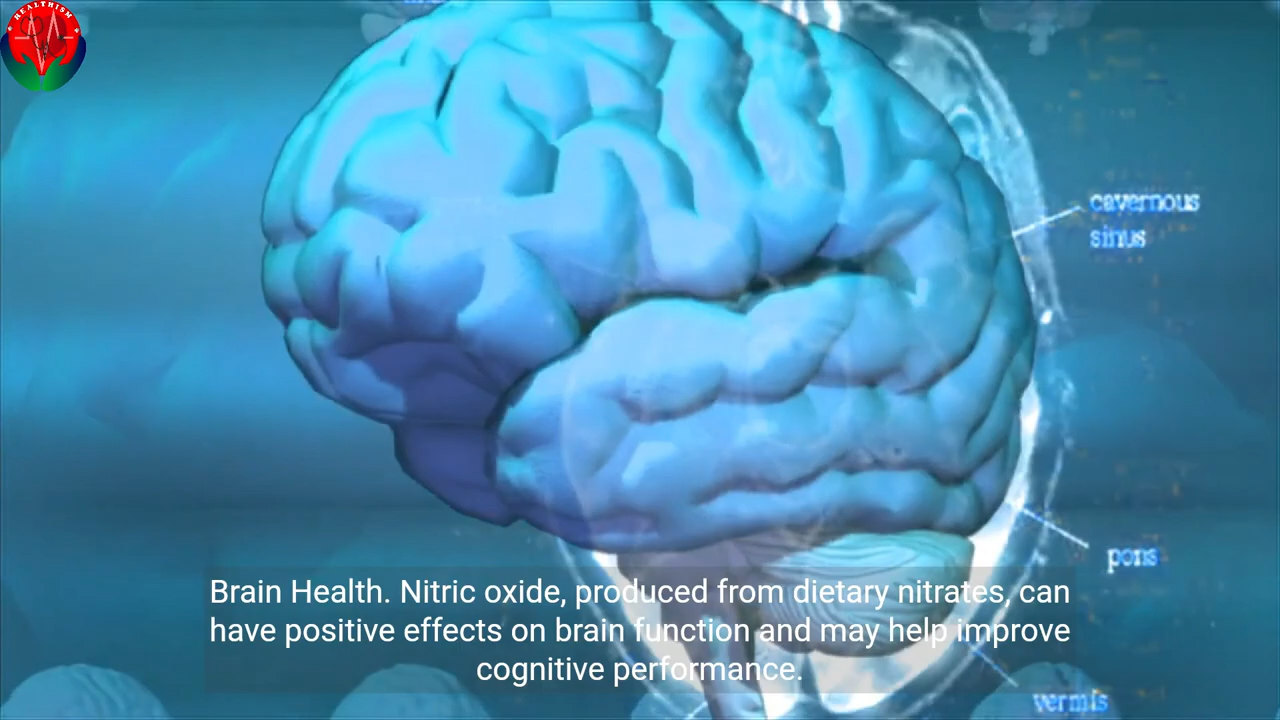 HEALTHISM
cavernous
sinus
pons
Brain Health. Nitric oxide, produced from dietary nitrates, can
have positive effects on brain function and may help improve
cognitive performance.
vermis